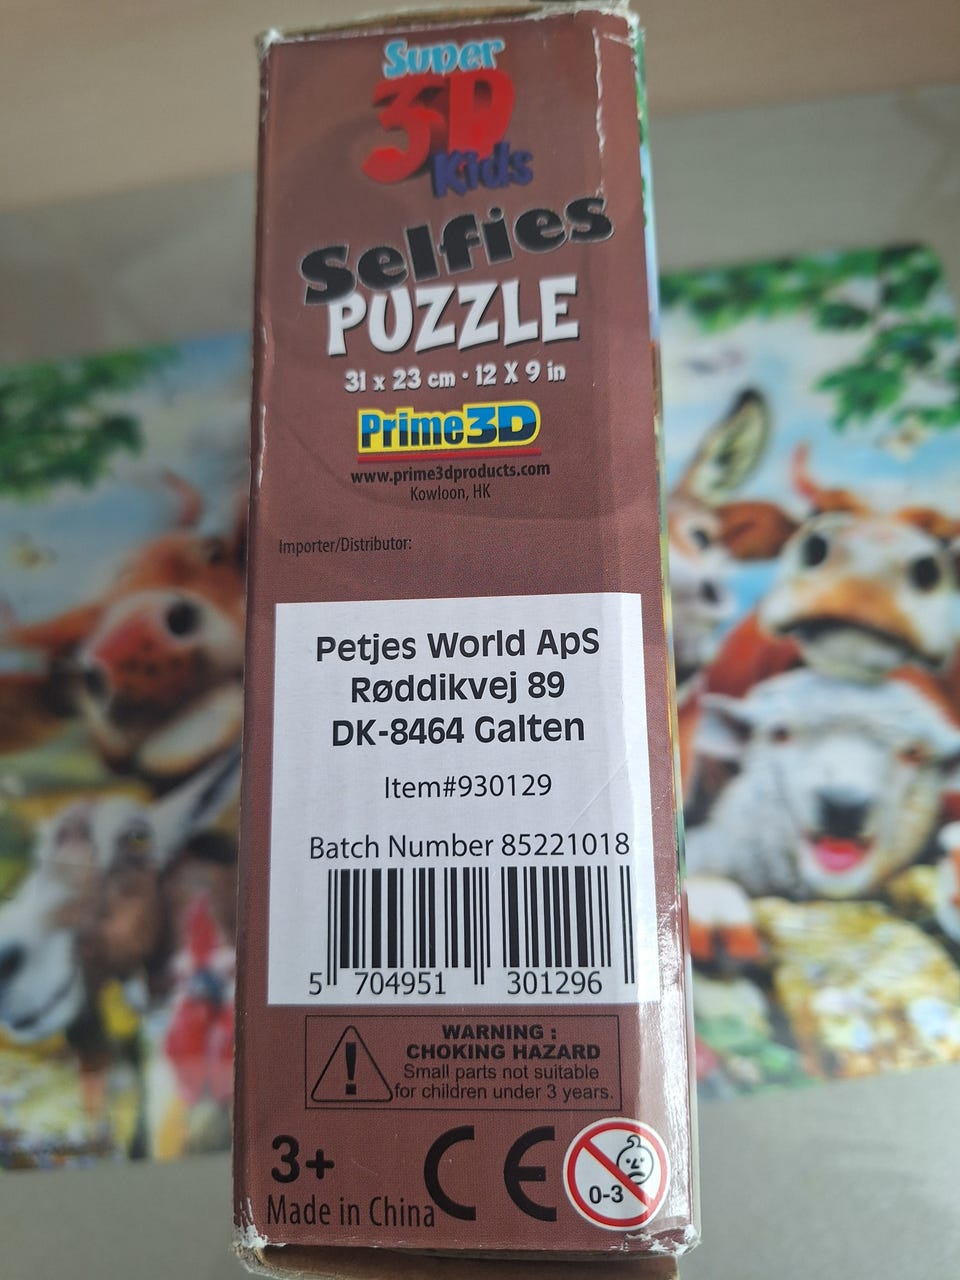 Super
3D
Kids
Selfies
PUZZLE
31 x 23 cm · 12 X 9 in
Prime3D
www.prime3dproducts.com
Kowloon, HK
Importer/Distributor:
Petjes World ApS
Røddikvej 89
DK-8464 Galten
Item#930129
Batch Number 85221018
5 704951 301296
WARNING :
CHOKING HAZARD
Small parts not suitable
for children under 3 years.
3+
CE
0-3
Made in China